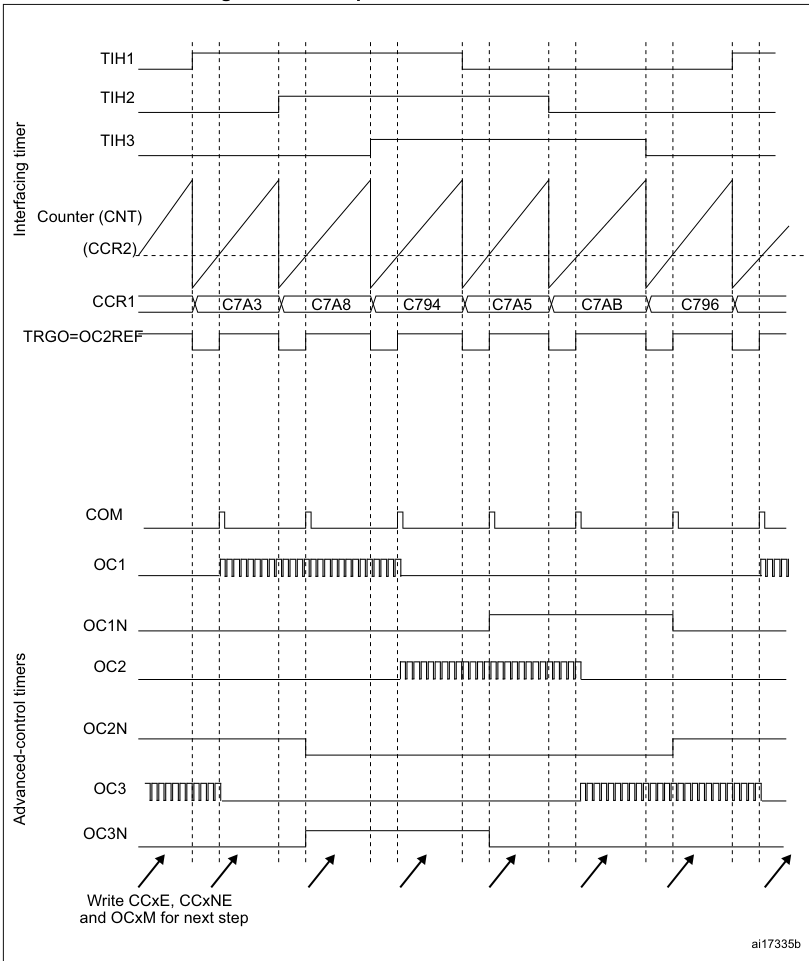 TIH1
TIH2
TIH3
Interfacing timer
Counter (CNT)
(CCR2)
CCR1 C7A3 C7A8 C794 C7A5 C7AB C796
TRGO=OC2REF
COM
OC1
OC1N
OC2
Advanced-control timers
OC2N
OC3
OC3N
Write CCxE, CCxNE
and OCxM for next step
ai17335b